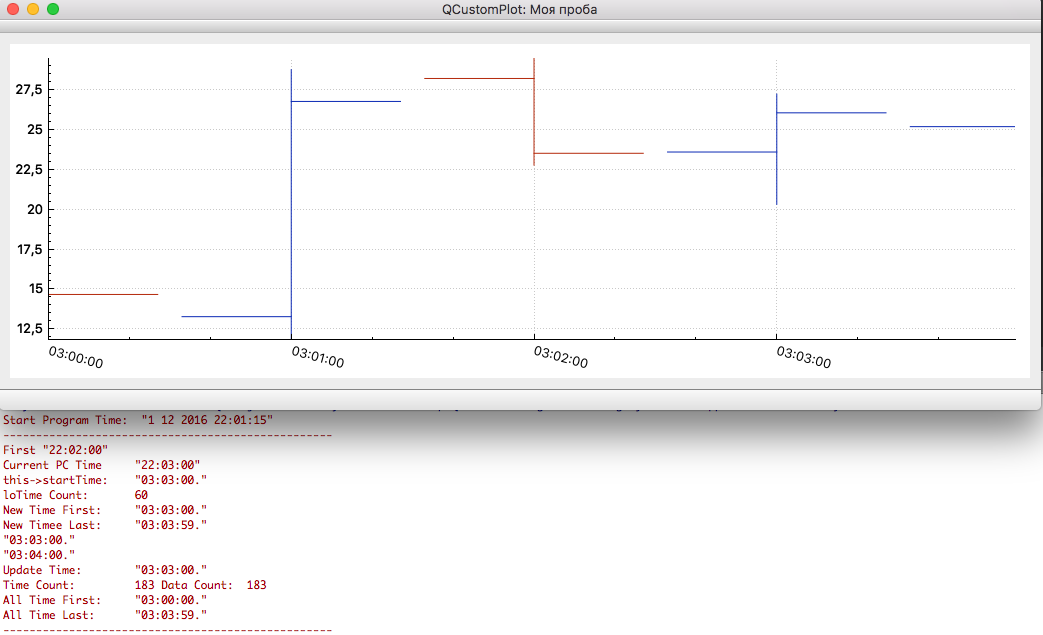 QCustomPlot: Моя проба
27,5
25
22,5
20
17,5
15
12,5
03:00:00 03:01:00 03:02:00 03:03:00
Start Program Time: "1 12 2016 22:01:15"
--------------------------------------------------
First "22:02:00"
Current PC Time "22:03:00"
this->startTime: "03:03:00."
loTime Count: 60
New Time First: "03:03:00."
New Timee Last: "03:03:59."
"03:03:00."
"03:04:00."
Update Time: "03:03:00."
Time Count: 183 Data Count: 183
All Time First: "03:00:00."
All Time Last: "03:03:59."
--------------------------------------------------